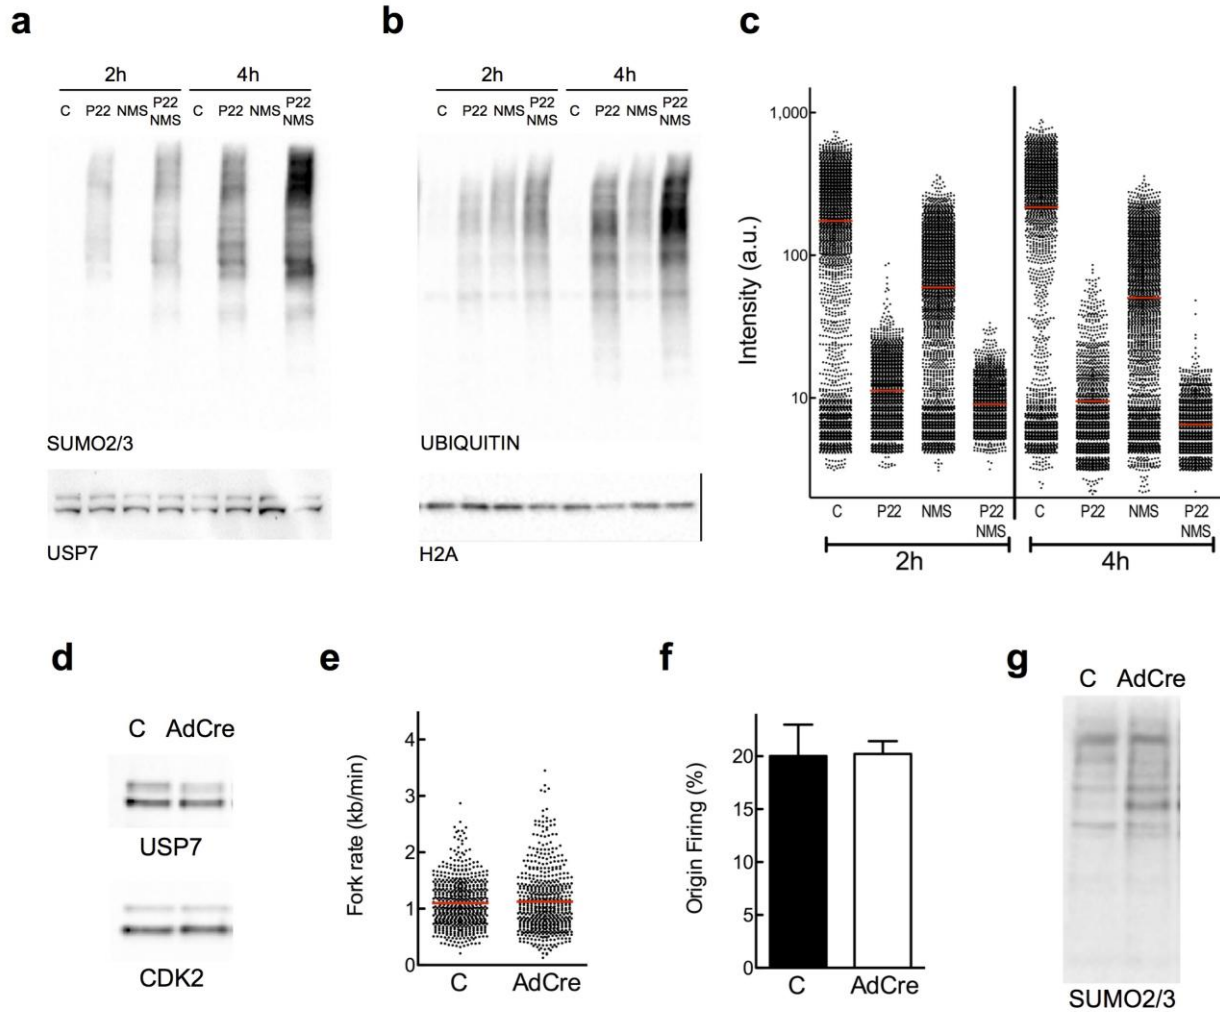 a
2h 4h
C P22 NMS P22 NMS C P22 NMS P22 NMS
SUMO2/3
USP7
b
2h 4h
C P22 NMS P22 NMS C P22 NMS P22 NMS
UBIQUITIN
H2A
c
Intensity (a.u.)
1,000
100
10
C P22 NMS P22 NMS C P22 NMS P22 NMS
2h 4h
d
C AdCre
USP7
CDK2
e
Fork rate (kb/min)
4
3
2
1
0
C AdCre
f
Origin Firing (%)
20
15
10
5
0
C AdCre
g
C AdCre
SUMO2/3